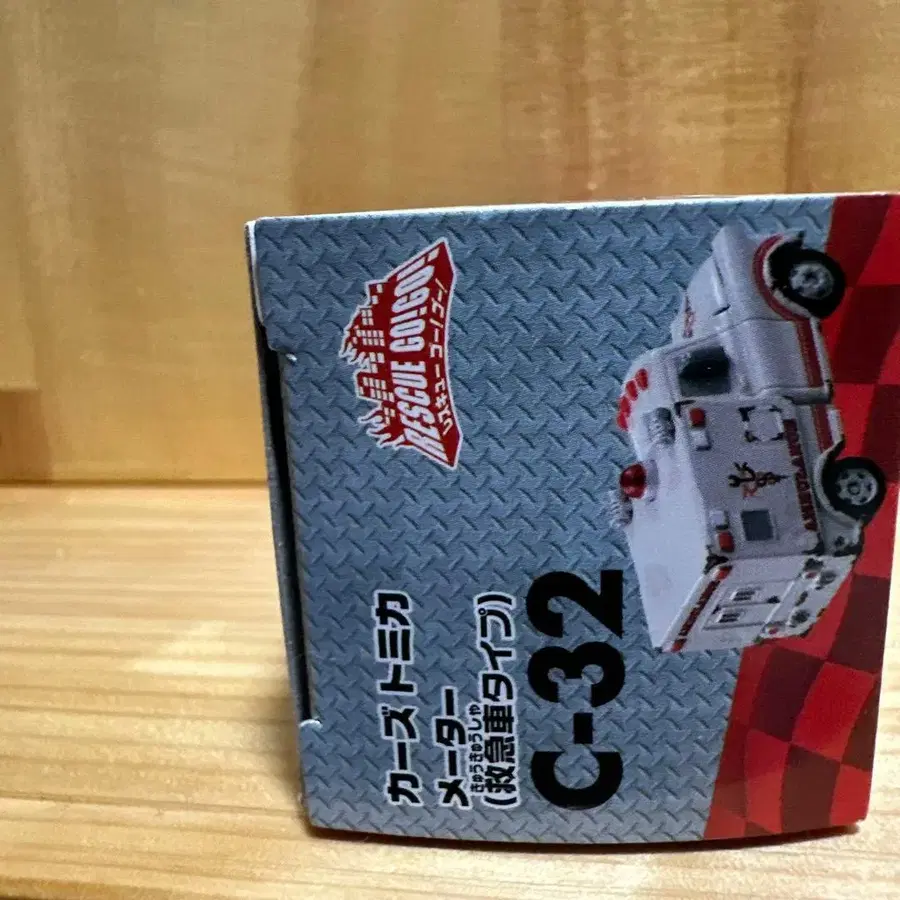 RESCUE GO!GO!
レスキュー ゴー!ゴー!
カーズ トミカ
メーター
きゅうきゅうしゃ
(救急車タイプ)
C-32